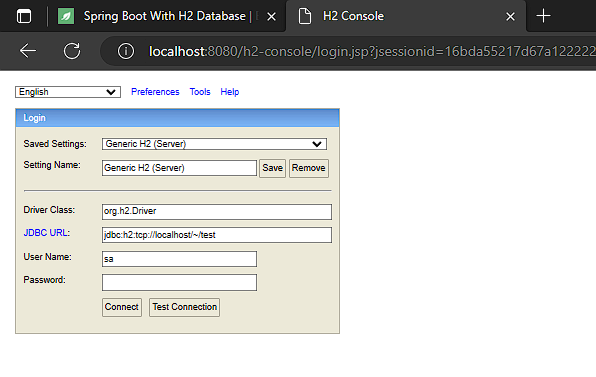 Spring Boot With H2 Database |
H2 Console
localhost:8080/h2-console/login.jsp?jsessionid=16bda55217d67a122222
English Preferences Tools Help
Login
Saved Settings: Generic H2 (Server)
Setting Name: Generic H2 (Server) Save Remove
Driver Class: org.h2.Driver
JDBC URL: jdbc:h2:tcp://localhost/~/test
User Name: sa
Password:
Connect Test Connection